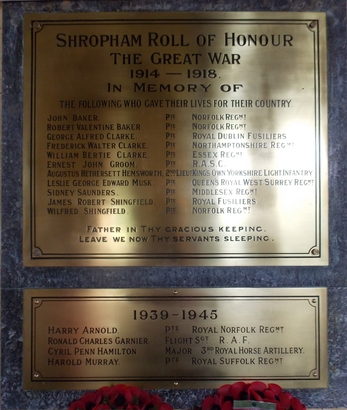 SHROPHAM ROLL OF HONOUR
THE GREAT WAR
1914 — 1918.
IN MEMORY OF
THE FOLLOWING WHO GAVE THEIR LIVES FOR THEIR COUNTRY
JOHN BAKER. PTE NORFOLK REGMT
ROBERT VALENTINE BAKER PTE NORFOLK REGMT
GEORGE ALFRED CLARKE. PTE ROYAL DUBLIN FUSILIERS
FREDERICK WALTER CLARKE. PTE NORTHAMPTONSHIRE REGMT
WILLIAM BERTIE CLARKE. PTE ESSEX REGMT
ERNEST JOHN GROOM PTE R.A.S.C.
AUGUSTUS BETHERSETT HEMSWORTH. 2ND LIEUT KINGS OWN YORKSHIRE LIGHT INFANTRY
LESLIE GEORGE EDWARD MUSK. PTE QUEENS ROYAL WEST SURREY REGMT
SIDNEY SAUNDERS. PTE MIDDLESEX REGMT
JAMES ROBERT SHINGFIELD PTE ROYAL FUSILIERS
WILFRED SHINGFIELD PTE NORFOLK REGMT
FATHER IN THY GRACIOUS KEEPING.
LEAVE WE NOW THY SERVANTS SLEEPING.
1939-1945
HARRY ARNOLD. PTE ROYAL NORFOLK REGMT
RONALD CHARLES GARNIER FLIGHT SGT R.A.F.
CYRIL PENN HAMILTON MAJOR 3RD ROYAL HORSE ARTILLERY.
HAROLD MURRAY. PTE ROYAL SUFFOLK REGMT